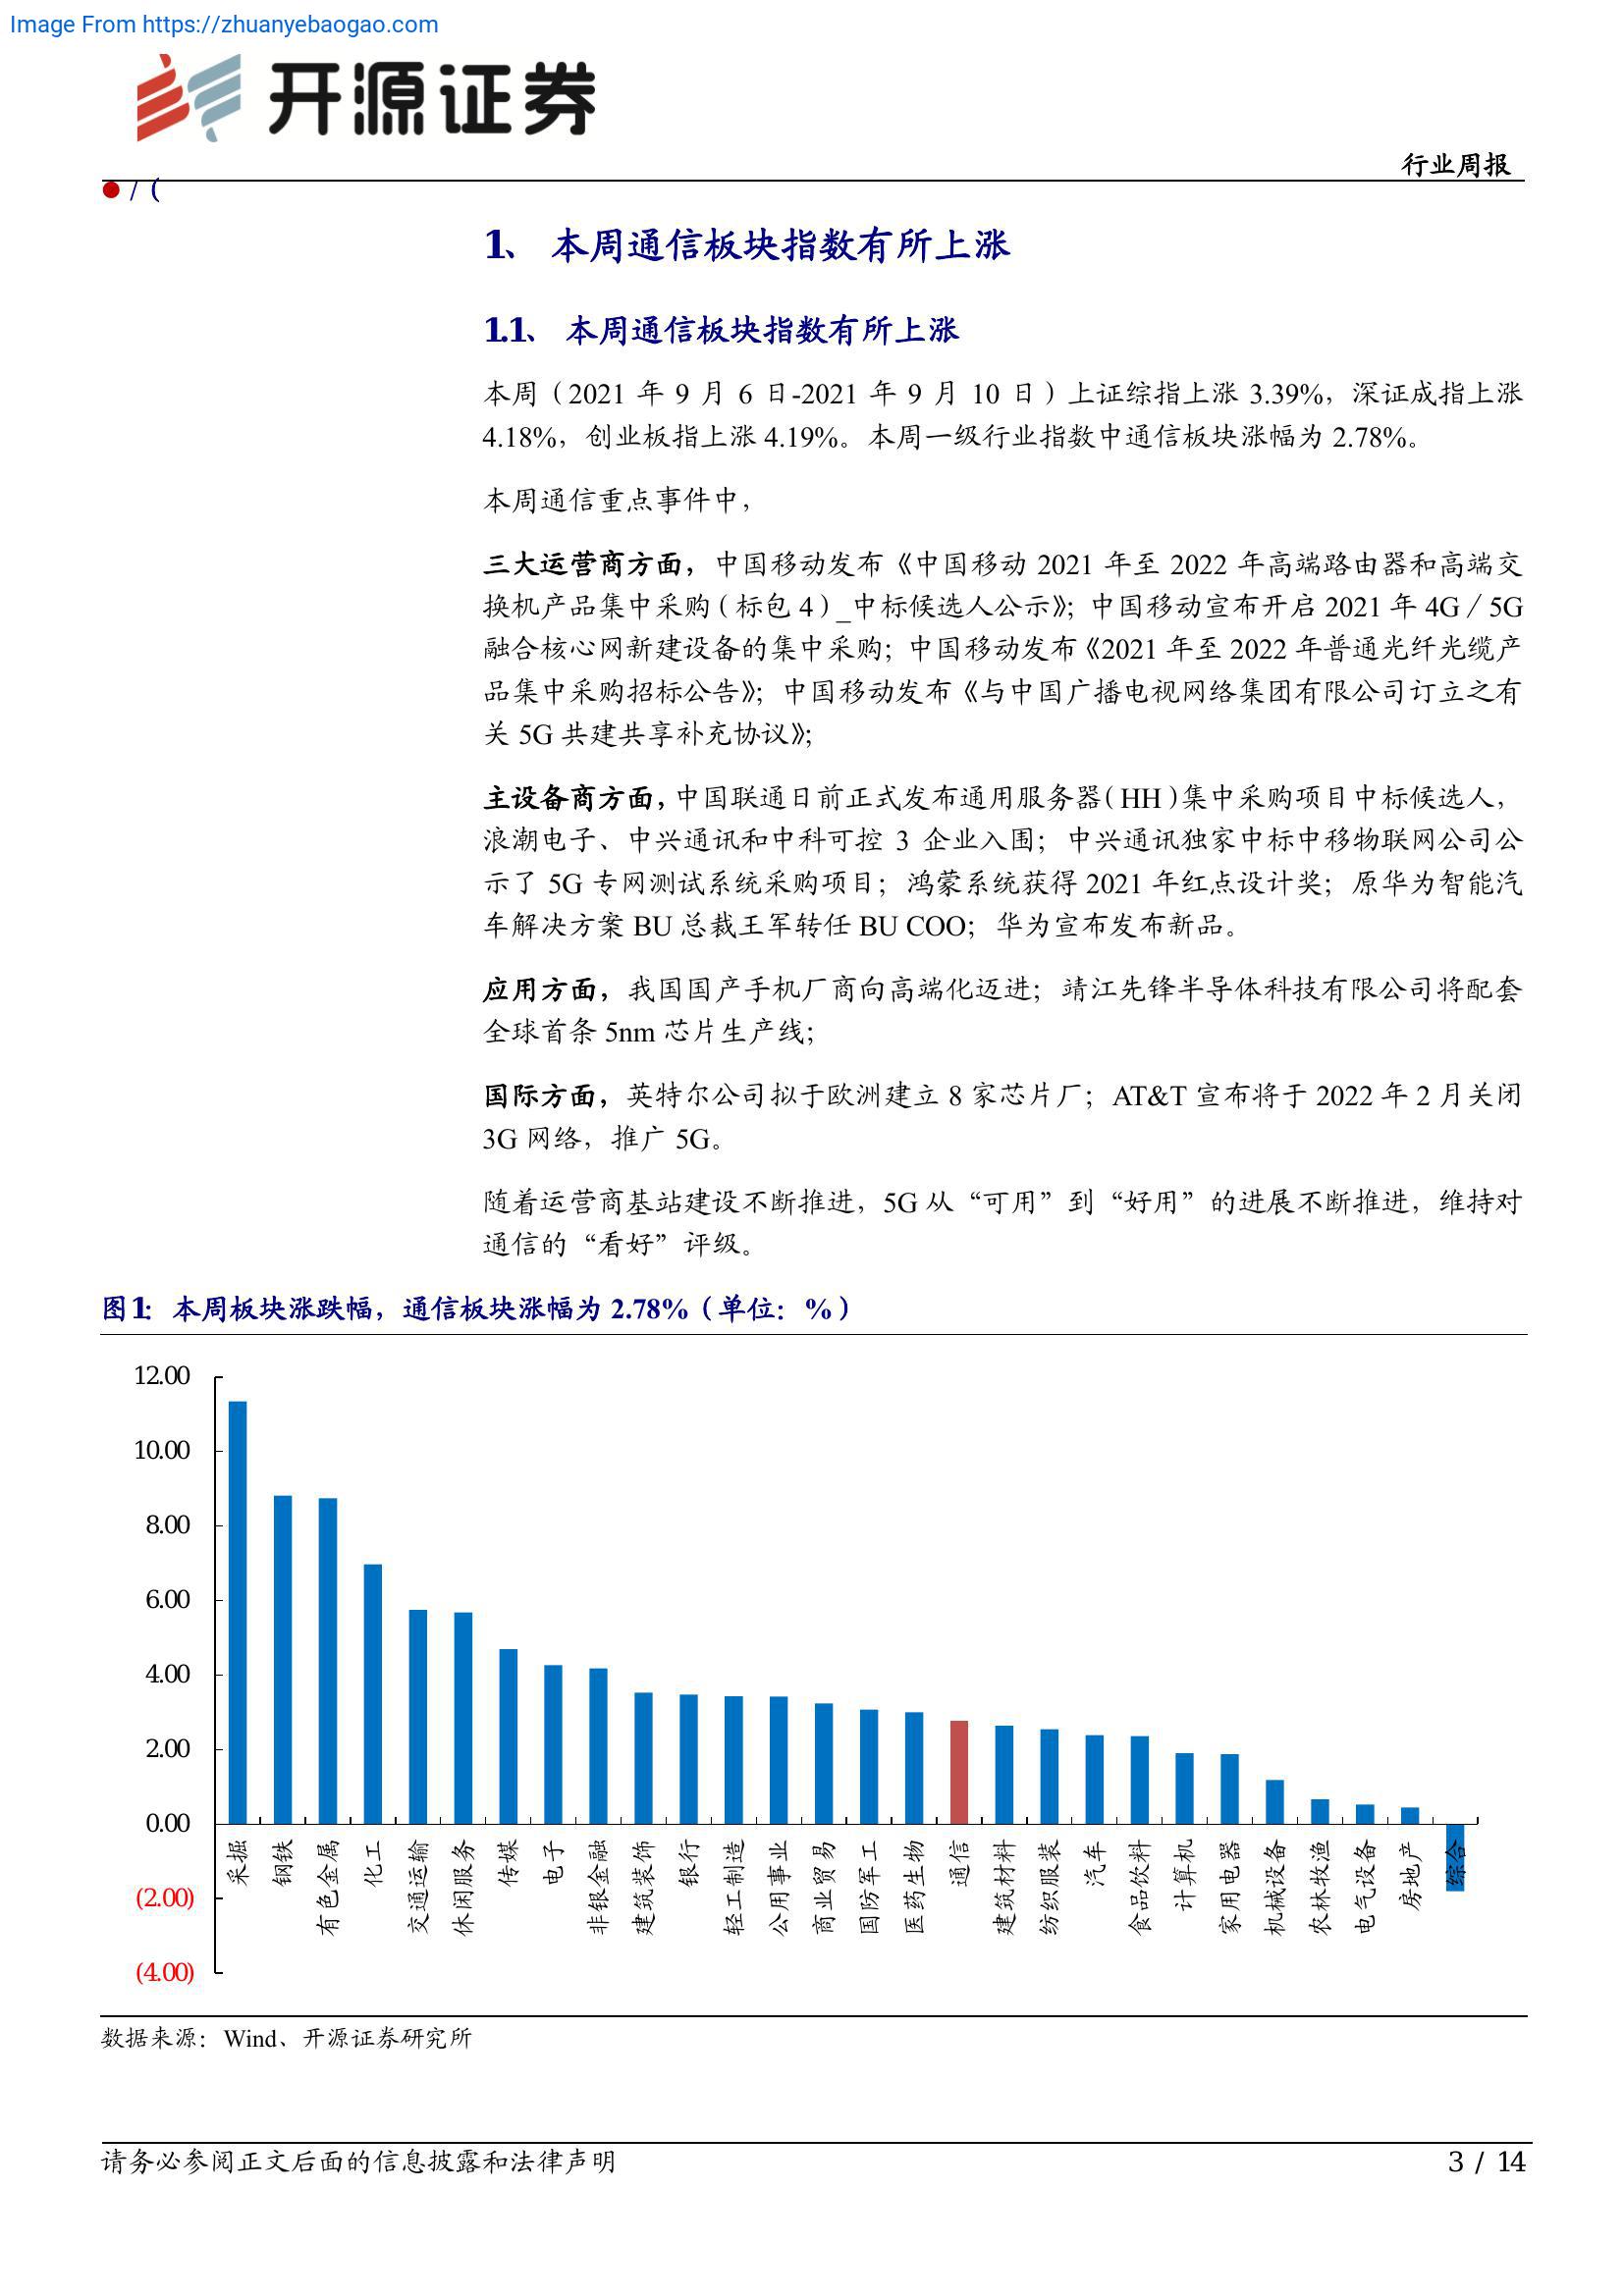 Image From https://zhuanyebaogao.com
开源证券
行业周报
/ (
1、 本周通信板块指数有所上涨
1.1、 本周通信板块指数有所上涨
本周（2021 年 9 月 6 日-2021 年 9 月 10 日）上证综指上涨 3.39%，深证成指上涨
4.18%，创业板指上涨 4.19%。本周一级行业指数中通信板块涨幅为 2.78%。
本周通信重点事件中，
三大运营商方面，中国移动发布《中国移动 2021 年至 2022 年高端路由器和高端交
换机产品集中采购（标包 4）_中标候选人公示》；中国移动宣布开启 2021 年 4G／5G
融合核心网新建设备的集中采购；中国移动发布《2021 年至 2022 年普通光纤光缆产
品集中采购招标公告》；中国移动发布《与中国广播电视网络集团有限公司订立之有
关 5G 共建共享补充协议》；
主设备商方面，中国联通日前正式发布通用服务器（HH）集中采购项目中标候选人，
浪潮电子、中兴通讯和中科可控 3 企业入围；中兴通讯独家中标中移物联网公司公
示了 5G 专网测试系统采购项目；鸿蒙系统获得 2021 年红点设计奖；原华为智能汽
车解决方案 BU 总裁王军转任 BU COO；华为宣布发布新品。
应用方面，我国国产手机厂商向高端化迈进；靖江先锋半导体科技有限公司将配套
全球首条 5nm 芯片生产线；
国际方面，英特尔公司拟于欧洲建立 8 家芯片厂；AT&T 宣布将于 2022 年 2 月关闭
3G 网络，推广 5G。
随着运营商基站建设不断推进，5G 从“可用”到“好用”的进展不断推进，维持对
通信的“看好”评级。
图1：本周板块涨跌幅，通信板块涨幅为 2.78%（单位：%）
12.00
10.00
8.00
6.00
4.00
2.00
0.00
(2.00)
(4.00)
采掘
钢铁
有色金属
化工
交通运输
休闲服务
传媒
电子
非银金融
建筑装饰
银行
轻工制造
公用事业
商业贸易
国防军工
医药生物
通信
建筑材料
纺织服装
汽车
食品饮料
计算机
家用电器
机械设备
农林牧渔
电气设备
房地产
综合
数据来源：Wind、开源证券研究所
请务必参阅正文后面的信息披露和法律声明
3 / 14